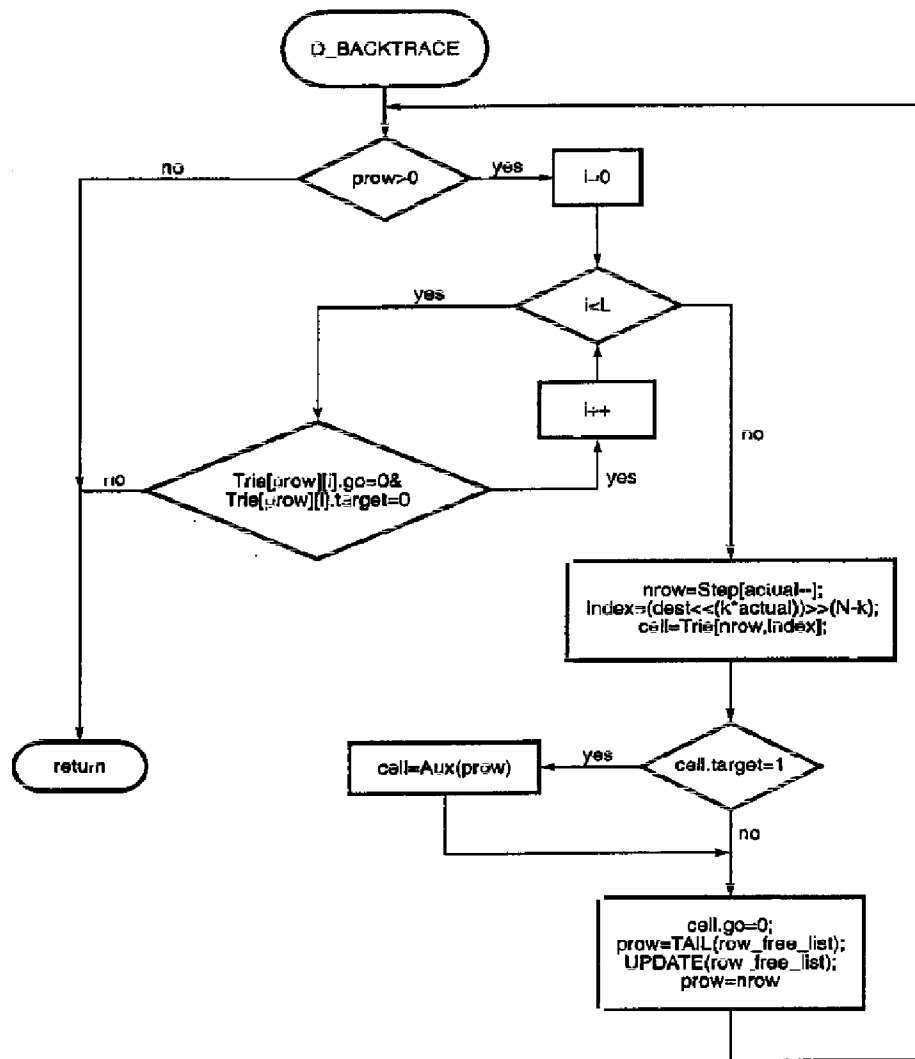 D_BACKTRACE
no
prow>0
yes
i=0
yes
i<L
i++
no
no
Trie[prow][i].go=0&
Trie[prow][i].target=0
yes
nrow=Step[actual--];
Index=(dest<<(k*actual))>>(N-k);
cell=Trie[nrow,Index];
return
cell=Aux(prow)
yes
cell.target=1
no
cell.go=0;
prow=TAIL(row_free_list);
UPDATE(row_free_list);
prow=nrow